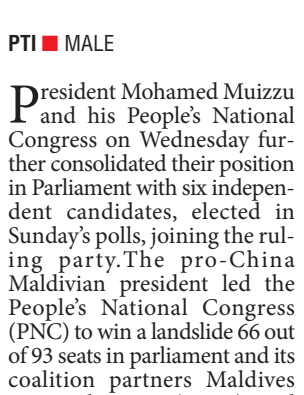 PTI ■ MALE
President Mohamed Muizzu
and his People's National
Congress on Wednesday fur-
ther consolidated their position
in Parliament with six indepen-
dent candidates, elected in
Sunday's polls, joining the rul-
ing party.The pro-China
Maldivian president led the
People's National Congress
(PNC) to win a landslide 66 out
of 93 seats in parliament and its
coalition partners Maldives